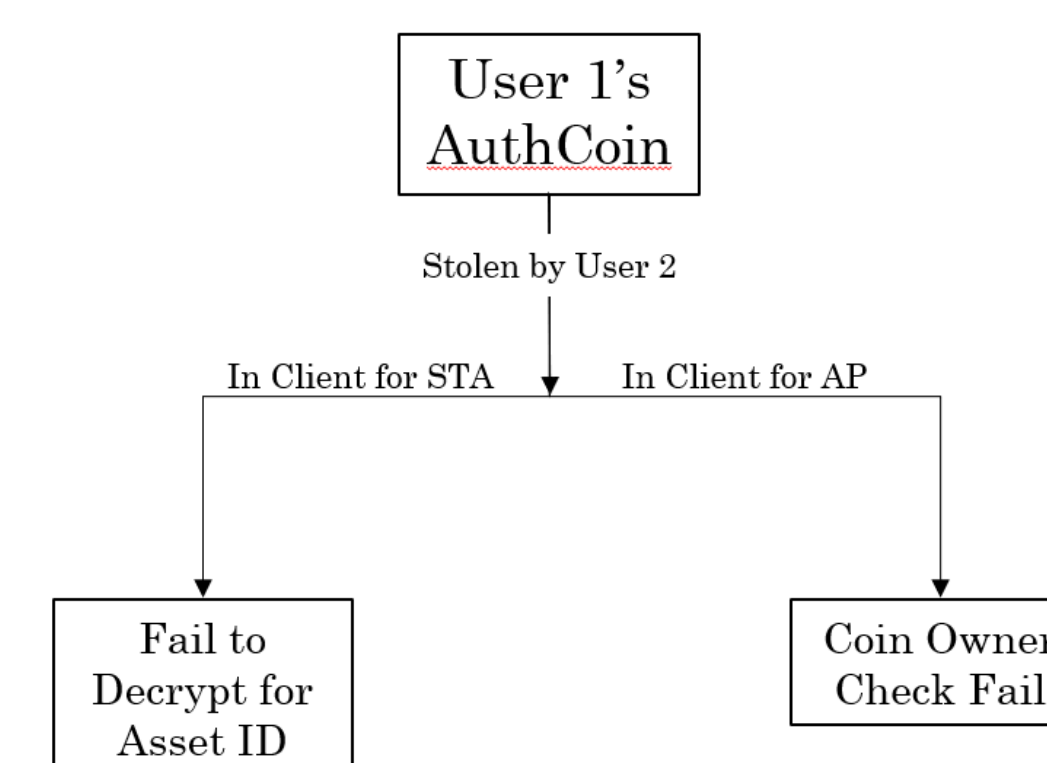 User 1’s
AuthCoin
Stolen by User 2
In Client for STA
In Client for AP
Fail to
Decrypt for
Asset ID
Coin Owner
Check Fail